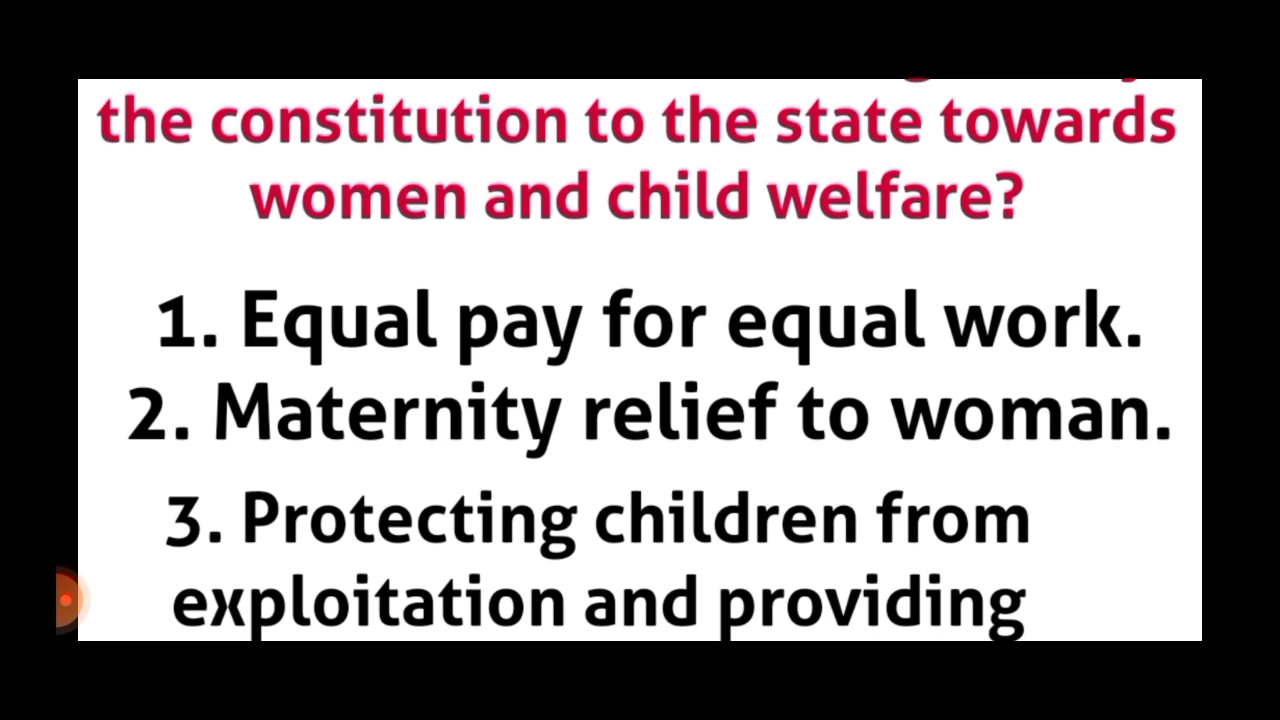 the constitution to the state towards
women and child welfare?
1. Equal pay for equal work.
2. Maternity relief to woman.
3. Protecting children from
exploitation and providing